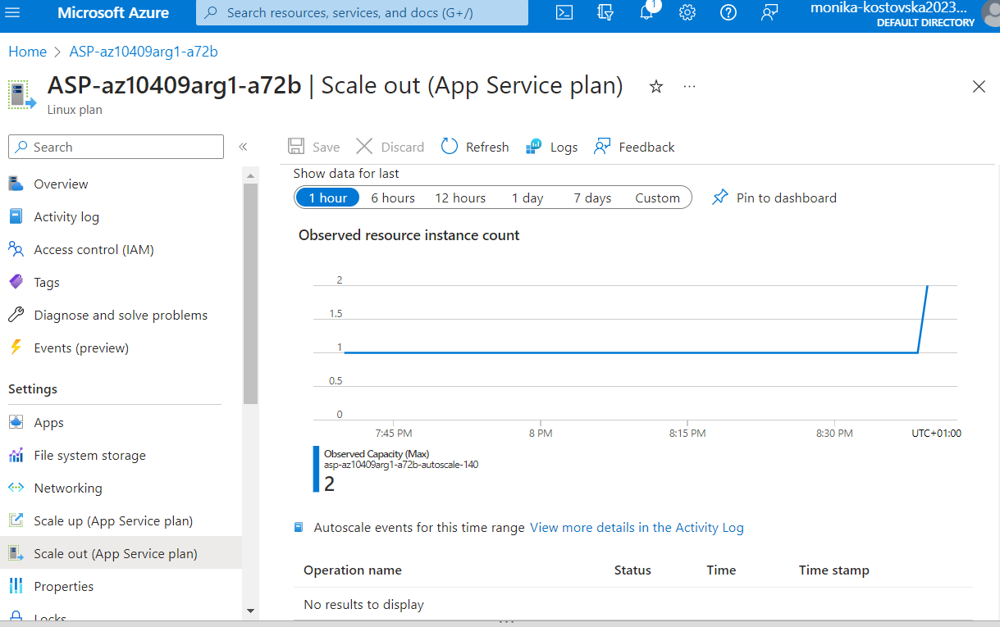 Microsoft Azure
Search resources, services, and docs (G+/)
1
monika-kostovska2023...
DEFAULT DIRECTORY
Home > ASP-az10409arg1-a72b
ASP-az10409arg1-a72b | Scale out (App Service plan)
Linux plan
Search
Overview
Activity log
Access control (IAM)
Tags
Diagnose and solve problems
Events (preview)
Settings
Apps
File system storage
Networking
Scale up (App Service plan)
Scale out (App Service plan)
Properties
Locks
Save Discard Refresh Logs Feedback
Show data for last
1 hour 6 hours 12 hours 1 day 7 days Custom Pin to dashboard
Observed resource instance count
2
1.5
1
0.5
0
7:45 PM 8 PM 8:15 PM 8:30 PM UTC+01:00
Observed Capacity (Max)
asp-az10409arg1-a72b-autoscale-140
2
Autoscale events for this time range View more details in the Activity Log
Operation name Status Time Time stamp
No results to display